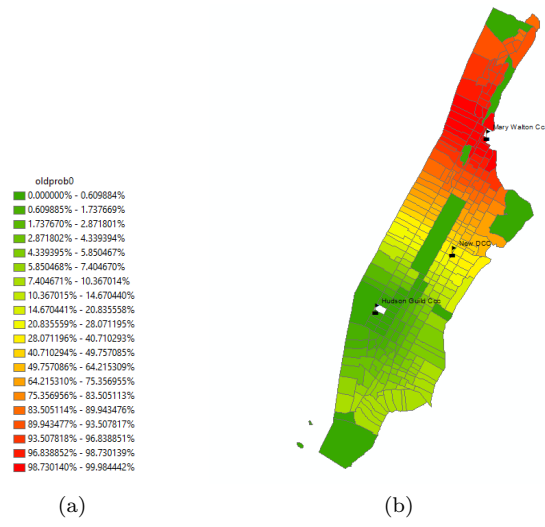 oldprob0
0.000000% - 0.609884%
0.609885% - 1.737669%
1.737670% - 2.871801%
2.871802% - 4.339394%
4.339395% - 5.850467%
5.850468% - 7.404670%
7.404671% - 10.367014%
10.367015% - 14.670440%
14.670441% - 20.835558%
20.835559% - 28.071195%
28.071196% - 40.710293%
40.710294% - 49.757085%
49.757086% - 64.215309%
64.215310% - 75.356955%
75.356956% - 83.505113%
83.505114% - 89.943476%
89.943477% - 93.507817%
93.507818% - 96.838851%
96.838852% - 98.730139%
98.730140% - 99.984442%
(a)
Mary Walton Cc
New DCC
Hudson Guild Ccc
(b)